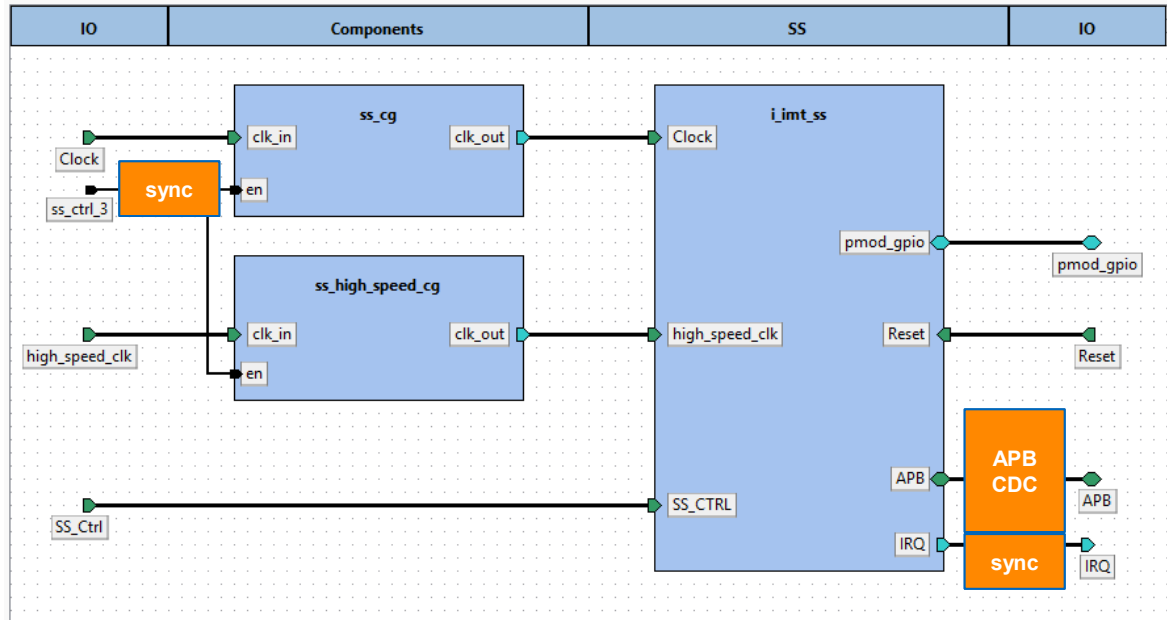 IO
Components
SS
IO
ss_cg
i_imt_ss
clk_in
clk_out
Clock
Clock
sync
en
ss_ctrl_3
pmod_gpio
pmod_gpio
ss_high_speed_cg
clk_in
clk_out
high_speed_clk
Reset
high_speed_clk
Reset
en
APB
CDC
APB
APB
SS_CTRL
SS_Ctrl
IRQ
sync
IRQ